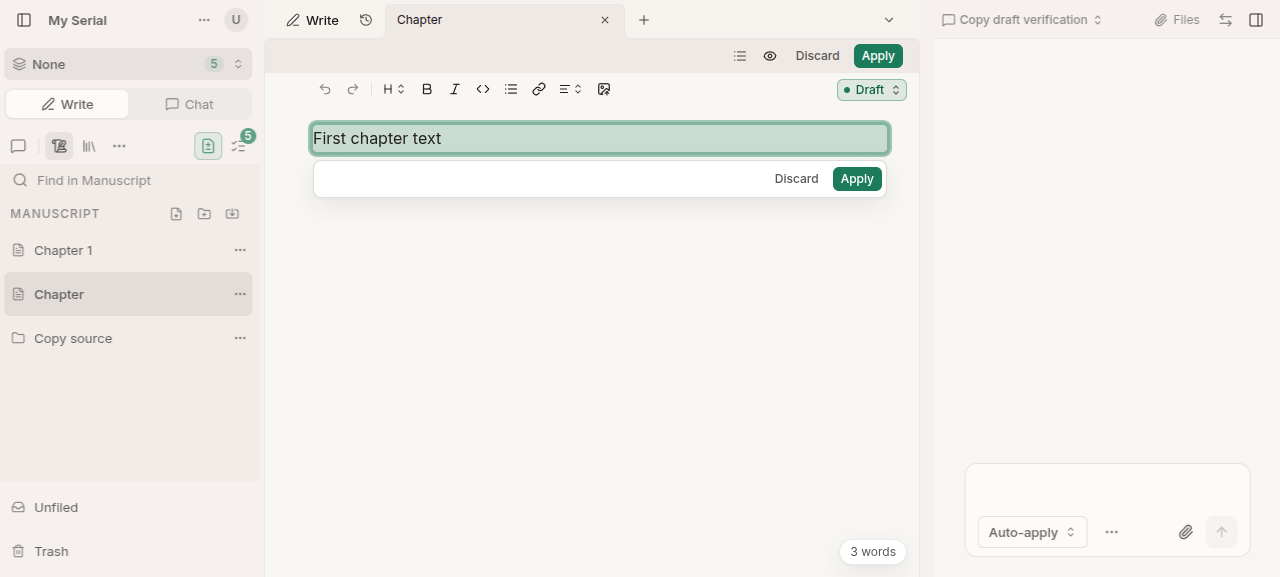 My Serial
U
Write
Chapter
Copy draft verification
Files
None
5
Discard
Apply
Write
Chat
H
B
I
Draft
5
First chapter text
Find in Manuscript
Discard
Apply
MANUSCRIPT
Chapter 1
Chapter
Copy source
Unfiled
Trash
3 words
Auto-apply